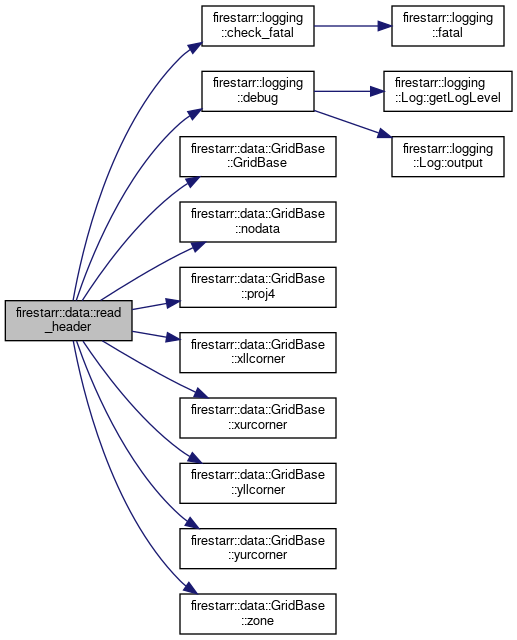 firestarr::logging
::check_fatal
firestarr::logging
::fatal
firestarr::logging
::debug
firestarr::logging
::Log::getLogLevel
firestarr::logging
::Log::output
firestarr::data::GridBase
::GridBase
firestarr::data::GridBase
::nodata
firestarr::data::GridBase
::proj4
firestarr::data::read
_header
firestarr::data::GridBase
::xllcorner
firestarr::data::GridBase
::xurcorner
firestarr::data::GridBase
::yllcorner
firestarr::data::GridBase
::yurcorner
firestarr::data::GridBase
::zone